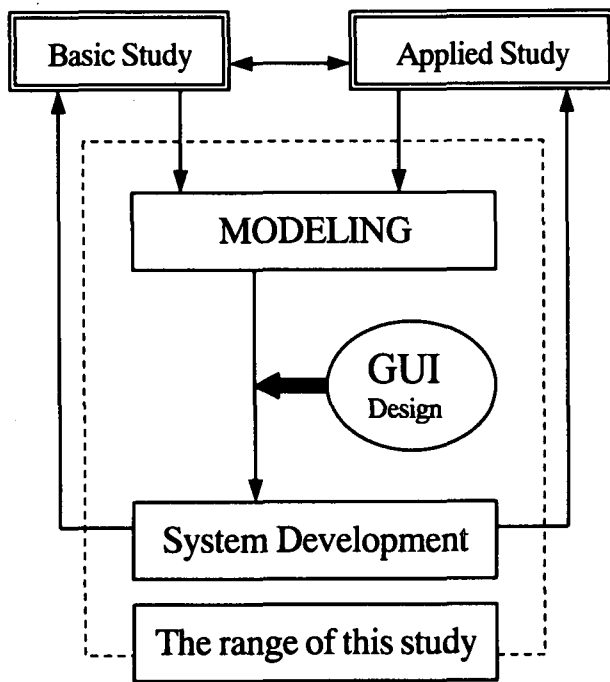 Basic Study
Applied Study
MODELING
GUI
Design
System Development
The range of this study